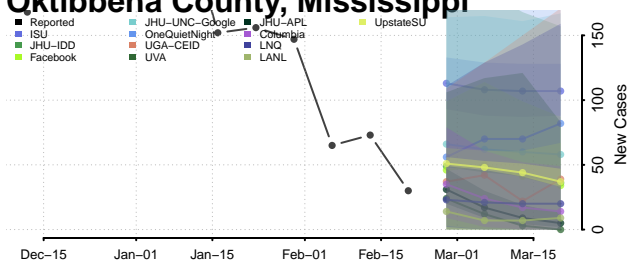 Oktibbeha County, Mississippi
Reported JHU−UNC−Google JHU−APL UpstateSU
ISU OneQuietNight Columbia
JHU−IDD UGA−CEID LNQ
Facebook UVA LANL
150
100
50
0
New Cases
Dec−15 Jan−01 Jan−15 Feb−01 Feb−15 Mar−01 Mar−15